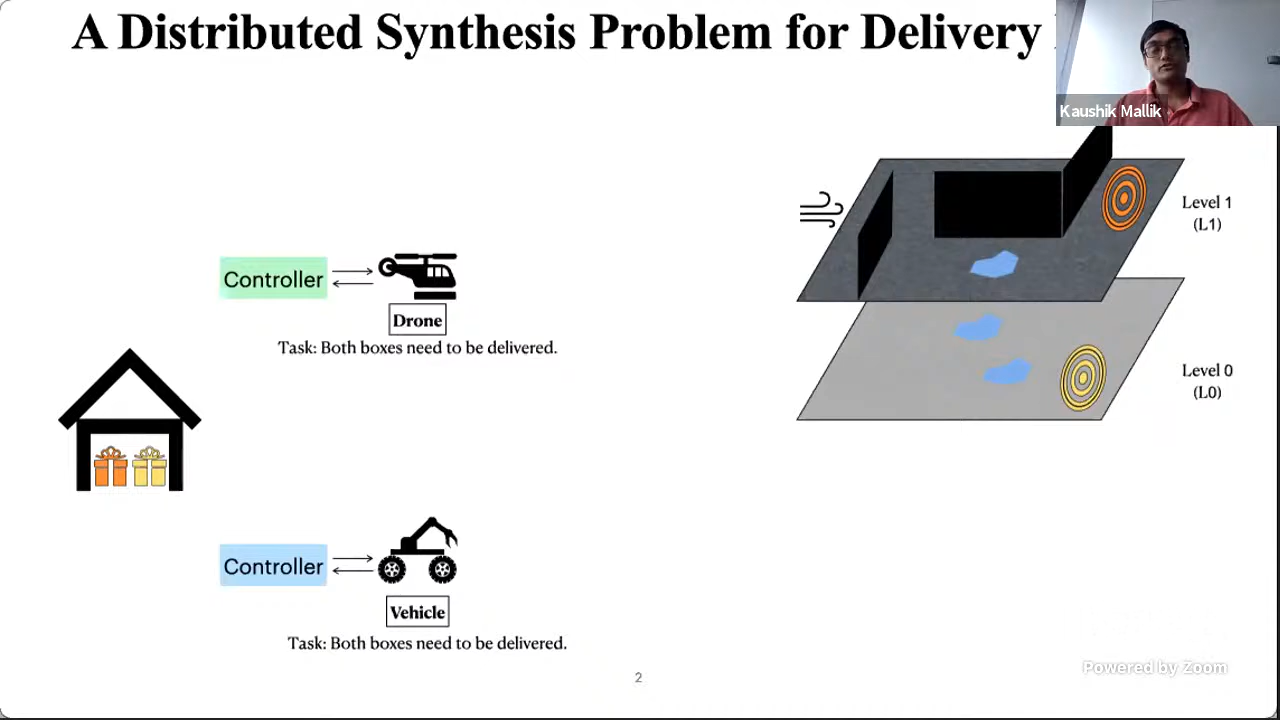 A Distributed Synthesis Problem for Delivery
Kaushik Mallik
Level 1
(L1)
Controller
Drone
Task: Both boxes need to be delivered.
Level 0
(L0)
Controller
Vehicle
Task: Both boxes need to be delivered.
2
Powered by Zoom